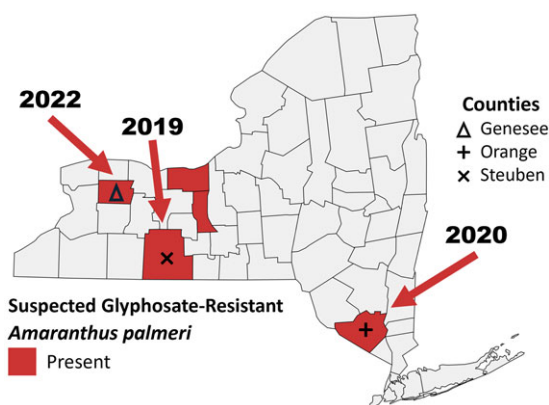 2022
2019
Counties
Genesee
Orange
Steuben
2020
Suspected Glyphosate-Resistant
Amaranthus palmeri
Present